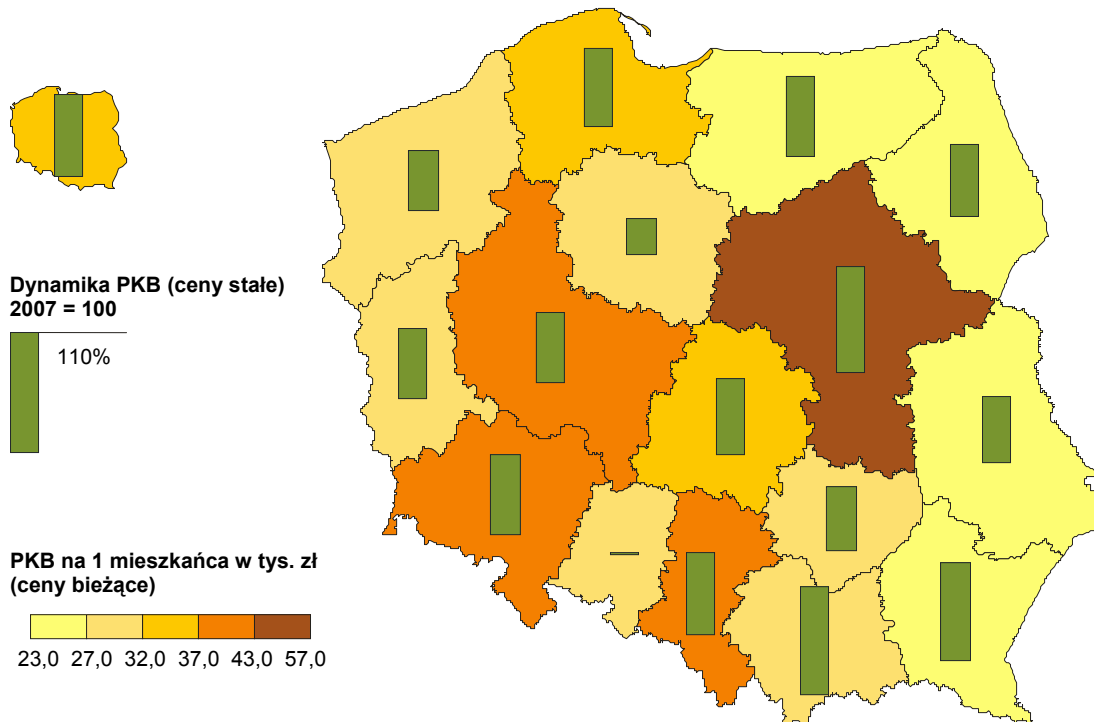 Dynamika PKB (ceny stałe)
2007 = 100
110%
PKB na 1 mieszkańca w tys. zł
(ceny bieżące)
23,0 27,0 32,0 37,0 43,0 57,0